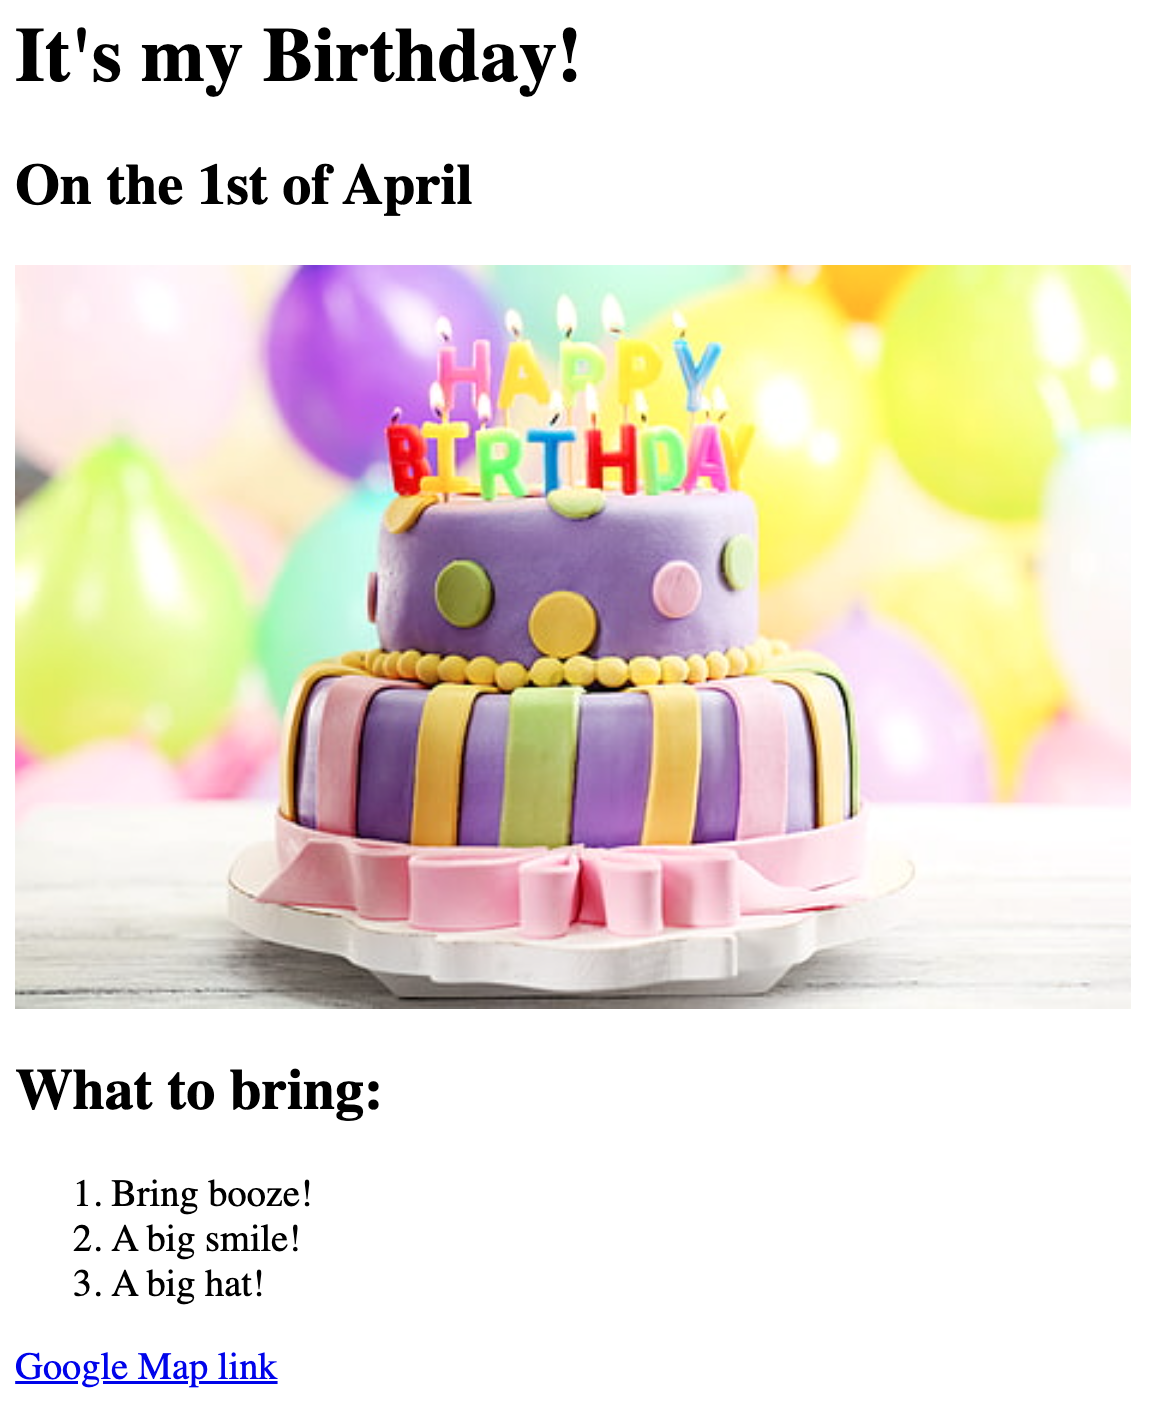 It's my Birthday!
On the 1st of April
HAPPY
BIRTHDAY
What to bring:
1. Bring booze!
2. A big smile!
3. A big hat!
Google Map link